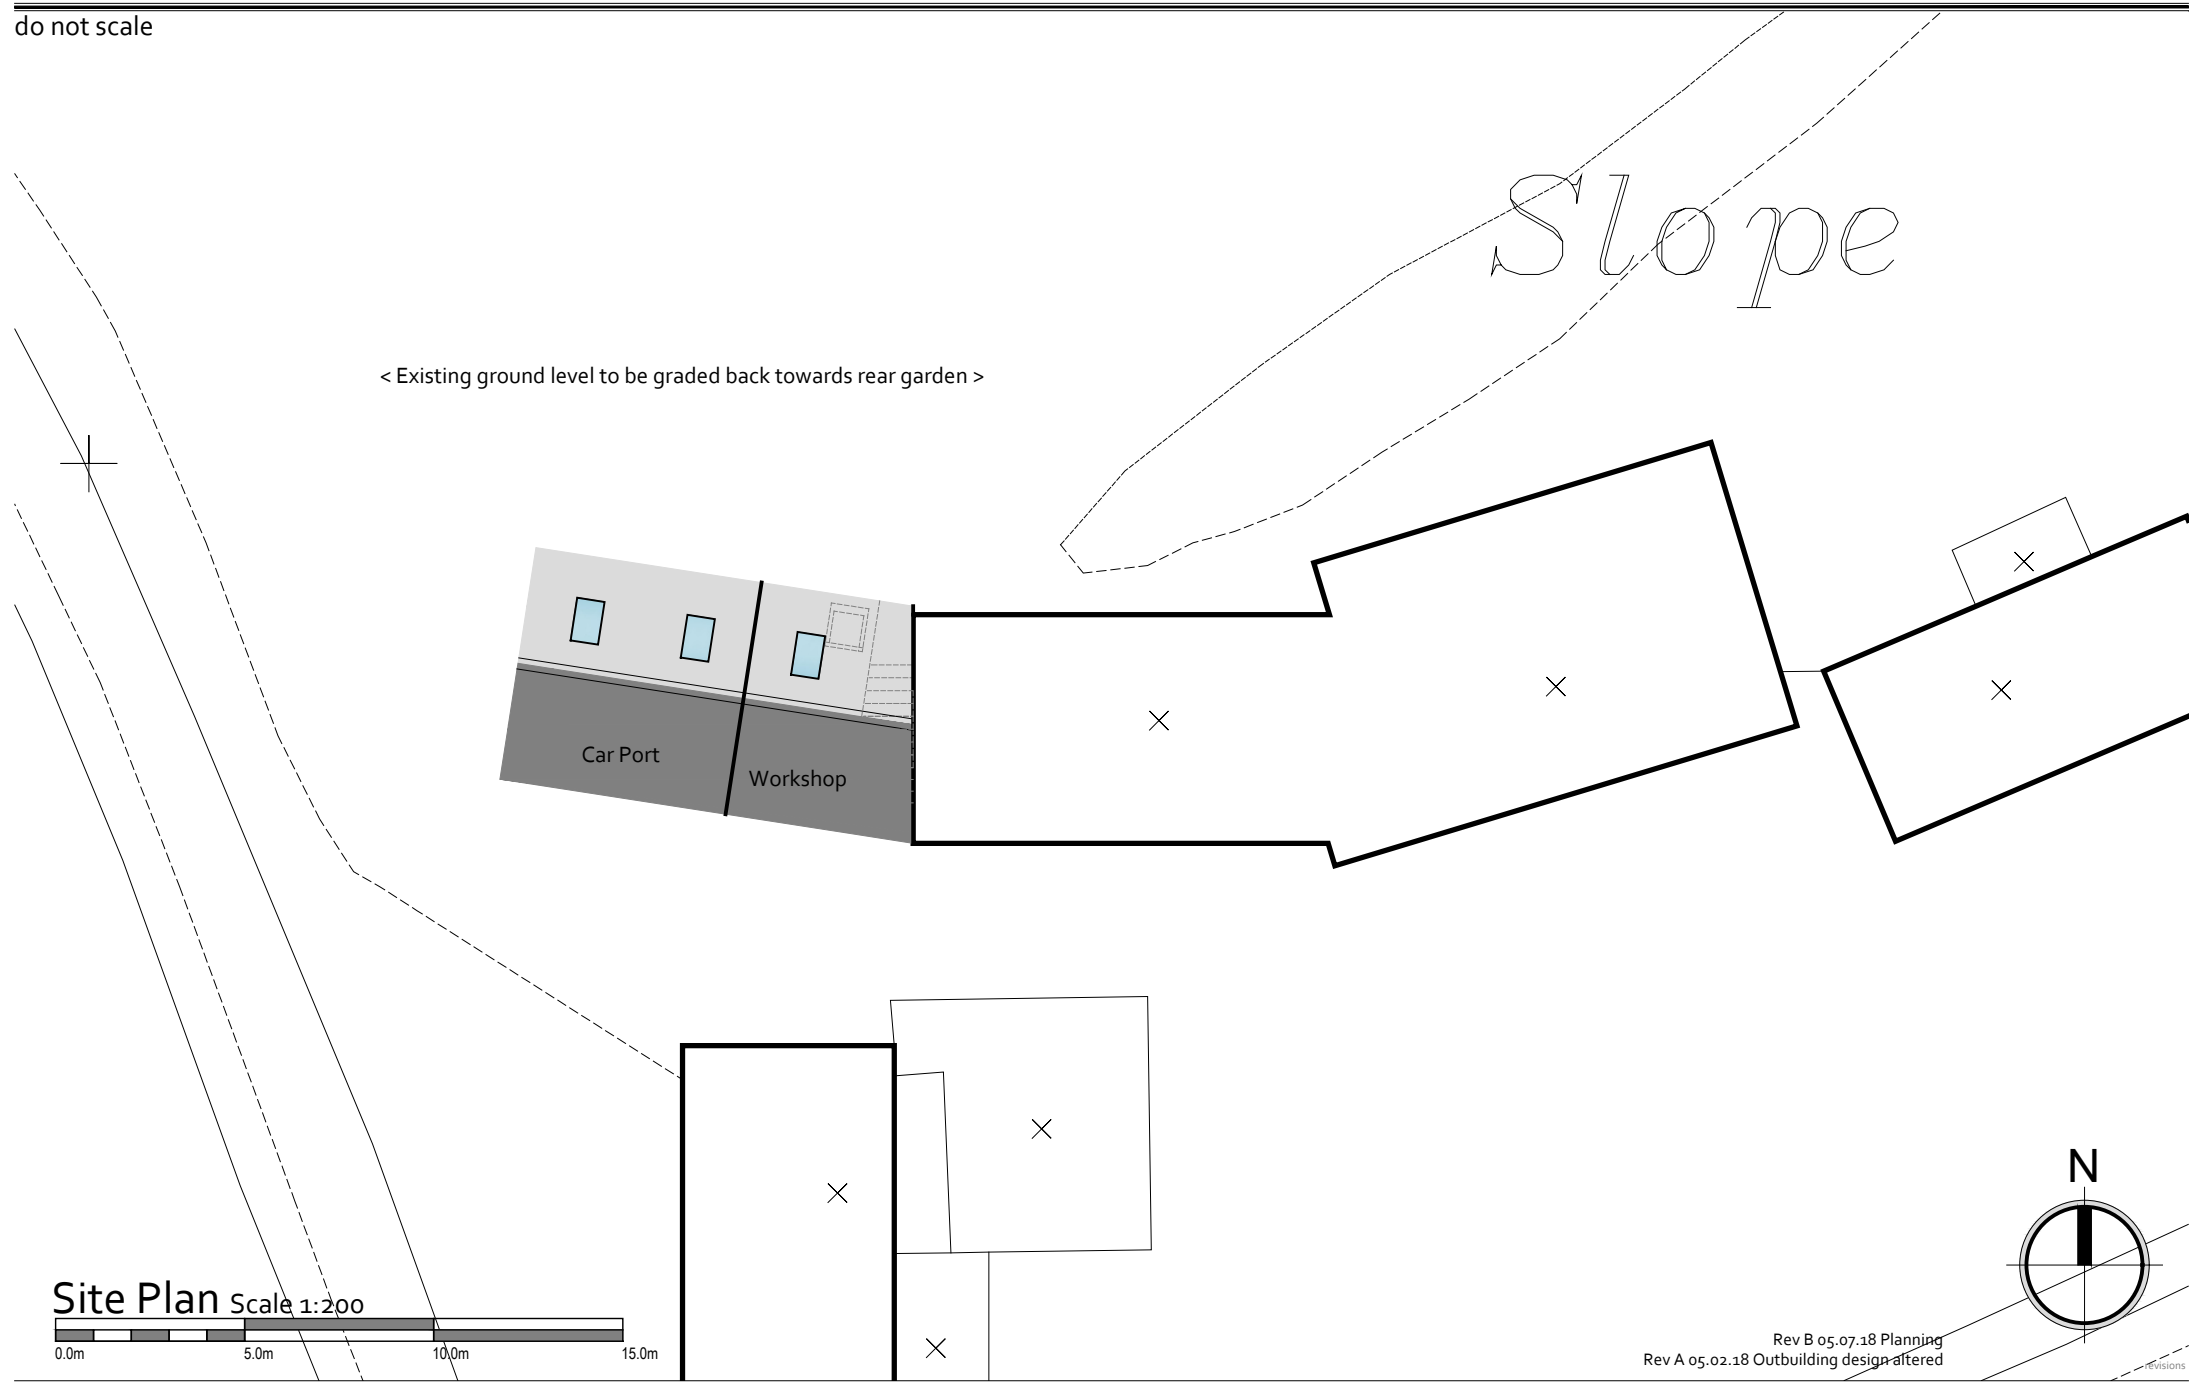 do not scale
Slope
< Existing ground level to be graded back towards rear garden >
Car Port
Workshop
N
Site Plan Scale 1:200
0.0m 5.0m 10.0m 15.0m
Rev B 05.07.18 Planning
Rev A 05.02.18 Outbuilding design altered
revisions